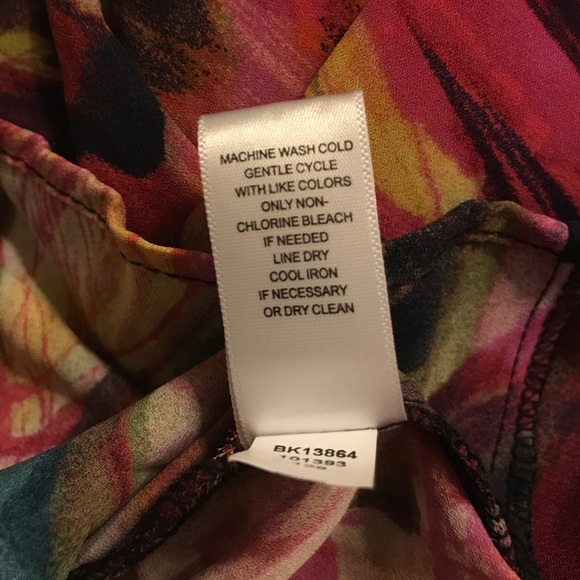 MACHINE WASH COLD
GENTLE CYCLE
WITH LIKE COLORS
ONLY NON-
CHLORINE BLEACH
IF NEEDED
LINE DRY
COOL IRON
IF NECESSARY
OR DRY CLEAN
BK13864
101393